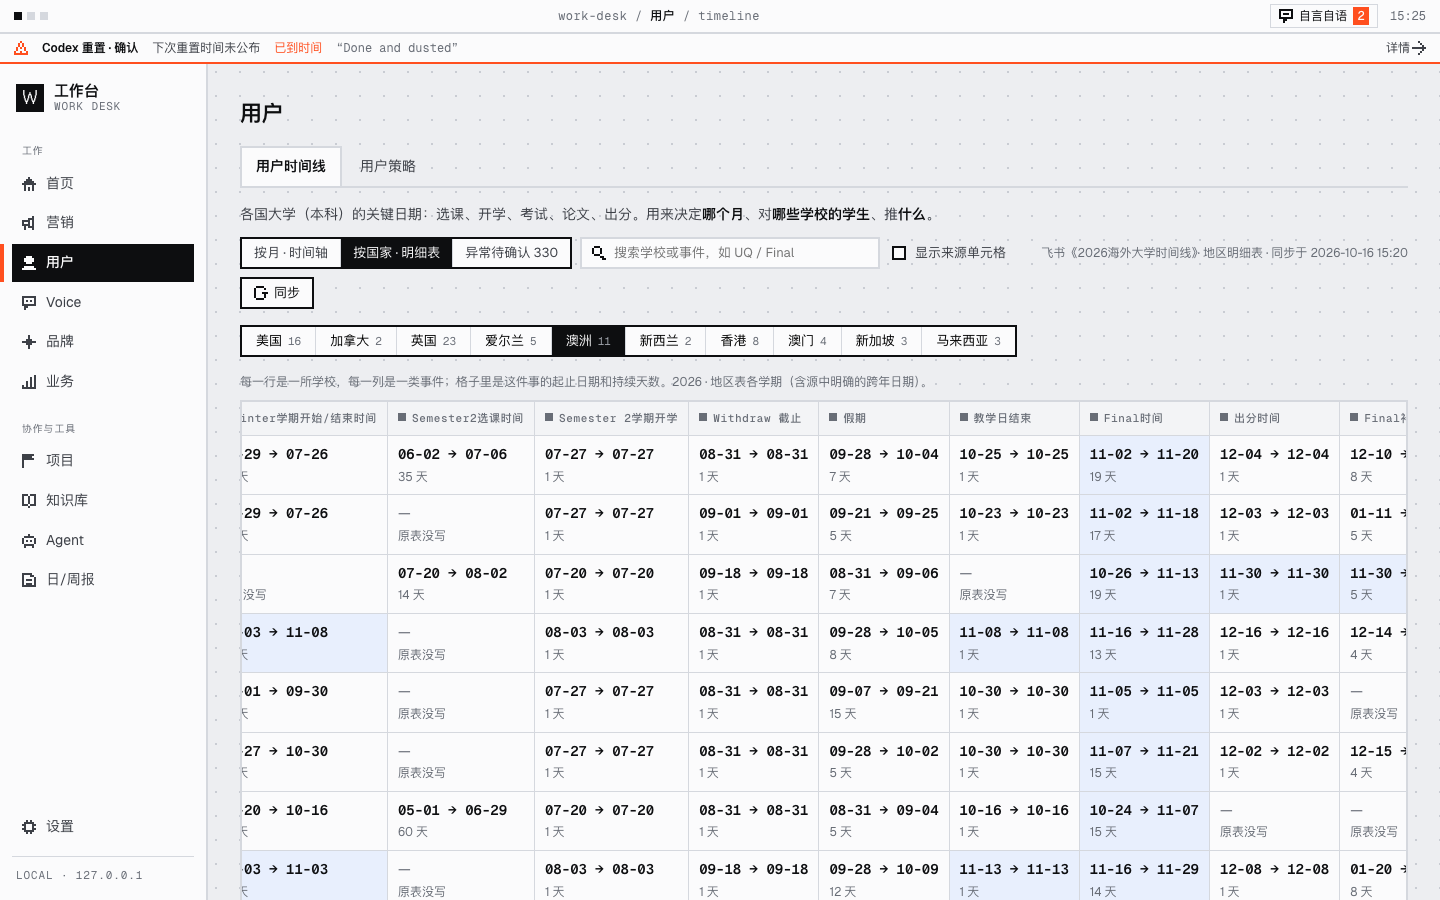 work-desk / 用户 / timeline
自言自语 2
15:25
Codex 重置·确认 下次重置时间未公布 已到时间 “Done and dusted”
详情
W 工作台
WORK DESK
工作
首页
营销
用户
Voice
品牌
业务
协作与工具
项目
知识库
Agent
日/周报
设置
LOCAL · 127.0.0.1
用户
用户时间线 用户策略
各国大学（本科）的关键日期：选课、开学、考试、论文、出分。用来决定哪个月、对哪些学校的学生、推什么。
按月·时间轴 按国家·明细表 异常待确认 330 搜索学校或事件，如 UQ / Final 显示来源单元格 飞书《2026海外大学时间线》· 地区明细表 · 同步于 2026-10-16 15:20
同步
美国 16 加拿大 2 英国 23 爱尔兰 5 澳洲 11 新西兰 2 香港 8 澳门 4 新加坡 3 马来西亚 3
每一行是一所学校，每一列是一类事件；格子里是这件事的起止日期和持续天数。2026 · 地区表各学期（含源中明确的跨年日期）。
inter学期开始/结束时间 Semester2选课时间 Semester 2学期开学 Withdraw 截止 假期 教学日结束 Final时间 出分时间 Final
29 → 07-26 06-02 → 07-06 07-27 → 07-27 08-31 → 08-31 09-28 → 10-04 10-25 → 10-25 11-02 → 11-20 12-04 → 12-04 12-10 →
天 35 天 1 天 1 天 7 天 1 天 19 天 1 天 8 天
29 → 07-26 — 07-27 → 07-27 09-01 → 09-01 09-21 → 09-25 10-23 → 10-23 11-02 → 11-18 12-03 → 12-03 01-11 →
天 原表没写 1 天 1 天 5 天 1 天 17 天 1 天 5 天
07-20 → 08-02 07-20 → 07-20 09-18 → 09-18 08-31 → 09-06 — 10-26 → 11-13 11-30 → 11-30 11-30 →
没写 14 天 1 天 1 天 7 天 原表没写 19 天 1 天 5 天
03 → 11-08 — 08-03 → 08-03 08-31 → 08-31 09-28 → 10-05 11-08 → 11-08 11-16 → 11-28 12-16 → 12-16 12-14 →
天 原表没写 1 天 1 天 8 天 1 天 13 天 1 天 4 天
01 → 09-30 — 07-27 → 07-27 08-31 → 08-31 09-07 → 09-21 10-30 → 10-30 11-05 → 11-05 12-03 → 12-03 —
天 原表没写 1 天 1 天 15 天 1 天 1 天 1 天 原表没写
27 → 10-30 — 07-27 → 07-27 08-31 → 08-31 09-28 → 10-02 10-30 → 10-30 11-07 → 11-21 12-02 → 12-02 12-15 →
天 原表没写 1 天 1 天 5 天 1 天 15 天 1 天 4 天
20 → 10-16 05-01 → 06-29 07-20 → 07-20 08-31 → 08-31 08-31 → 09-04 10-16 → 10-16 10-24 → 11-07 — —
天 60 天 1 天 1 天 5 天 1 天 15 天 原表没写 原表没写
03 → 11-03 — 08-03 → 08-03 09-18 → 09-18 09-28 → 10-09 11-13 → 11-13 11-16 → 11-29 12-08 → 12-08 01-20 →
天 原表没写 1 天 1 天 12 天 1 天 14 天 1 天 8 天